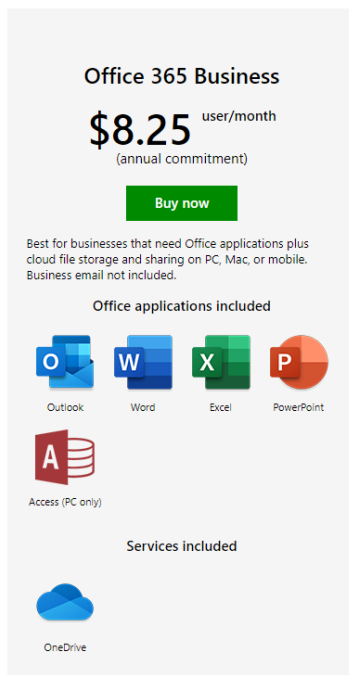 Office 365 Business
$8.25 user/month
(annual commitment)
Buy now
Best for businesses that need Office applications plus
cloud file storage and sharing on PC, Mac, or mobile.
Business email not included.
Office applications included
O W X P
Outlook Word Excel PowerPoint
A
Access (PC only)
Services included
OneDrive